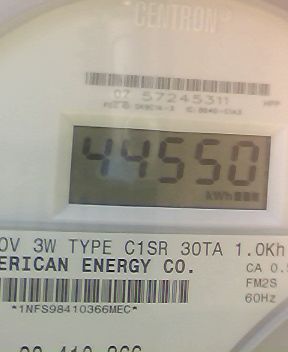 CENTRON
07 57245311
44550
kWh
0V 3W TYPE C1SR 30TA 1.0Kh
ERICAN ENERGY CO.
CA 0.5
FM2S
60Hz
*1NFS98410366MEC*